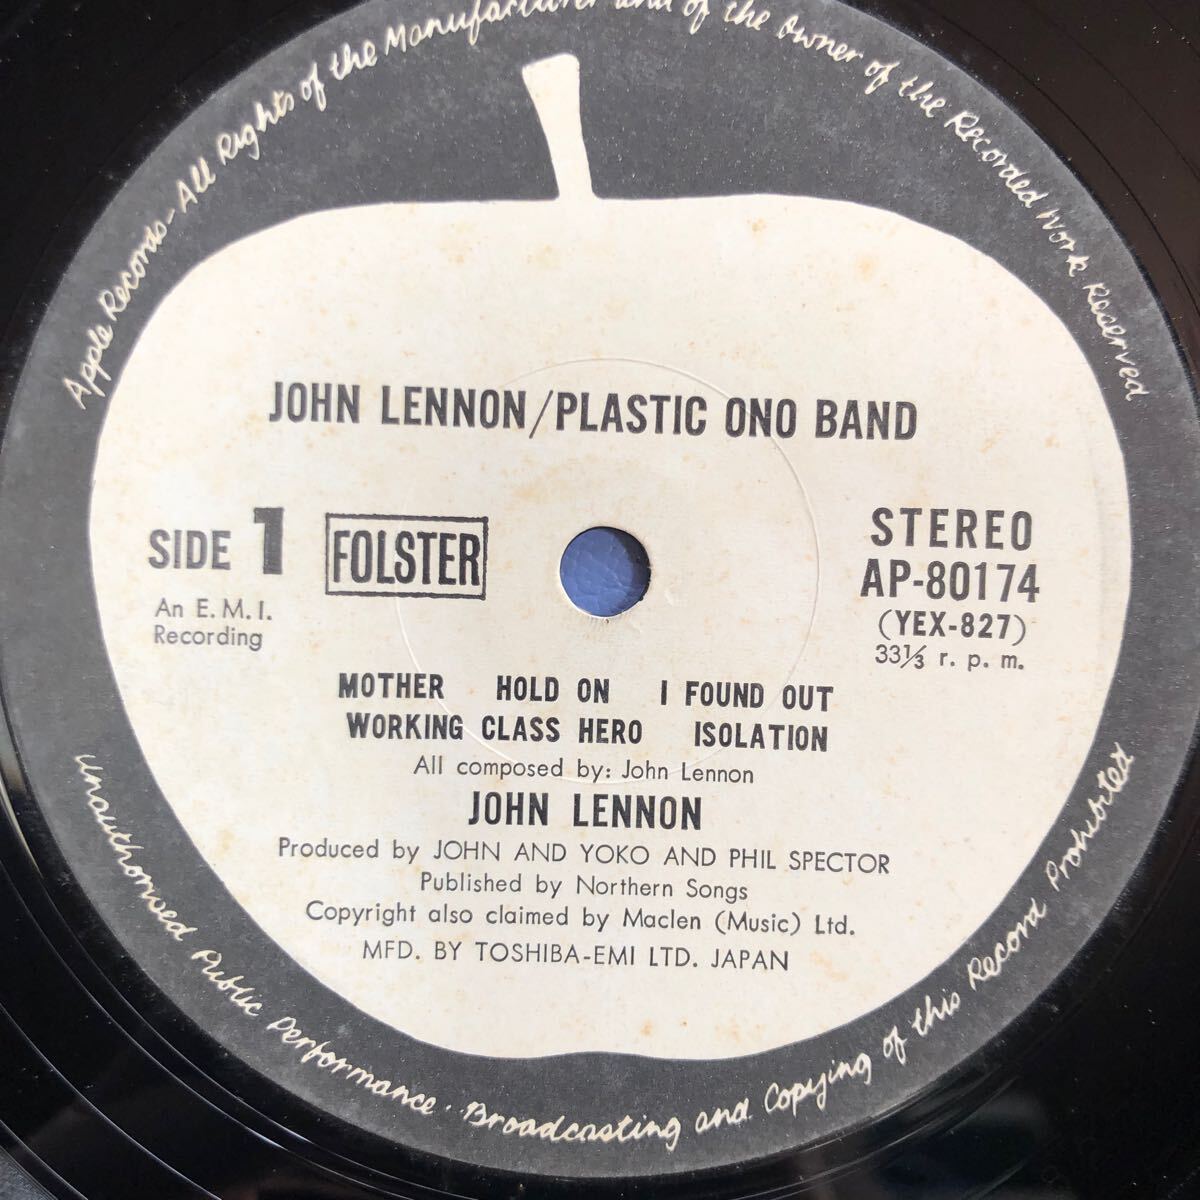 Apple Records - All Rights of the Manufacturer and of the Owner of the Recorded Work Reserved
JOHN LENNON/PLASTIC ONO BAND
SIDE 1
An E. M. I.
Recording
FOLSTER
STEREO
AP-80174
(YEX-827)
33⅓ r. p. m.
MOTHER HOLD ON I FOUND OUT
WORKING CLASS HERO ISOLATION
All composed by: John Lennon
JOHN LENNON
Produced by JOHN AND YOKO AND PHIL SPECTOR
Published by Northern Songs
Copyright also claimed by Maclen (Music) Ltd.
MFD. BY TOSHIBA-EMI LTD. JAPAN
Unauthorised Public Performance · Broadcasting and Copying of this Record Prohibited